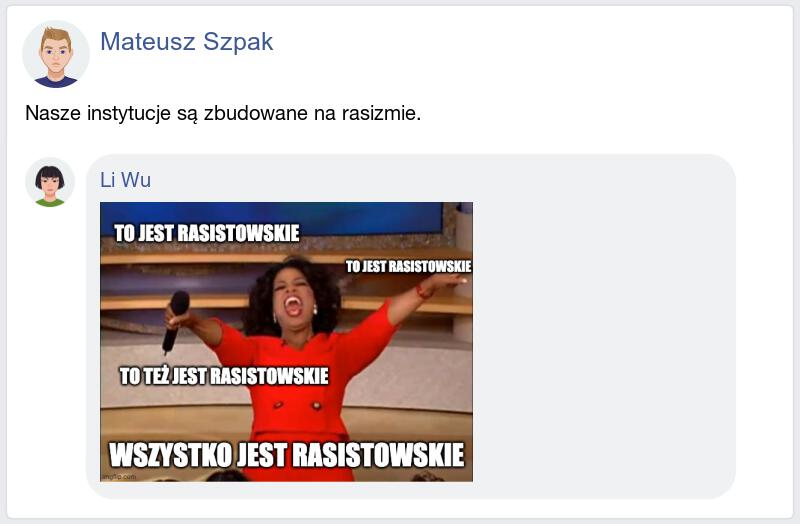 Mateusz Szpak
Nasze instytucje są zbudowane na rasizmie.
Li Wu
TO JEST RASISTOWSKIE
TO JEST RASISTOWSKIE
TO TEŻ JEST RASISTOWSKIE
WSZYSTKO JEST RASISTOWSKIE
imgflip.com